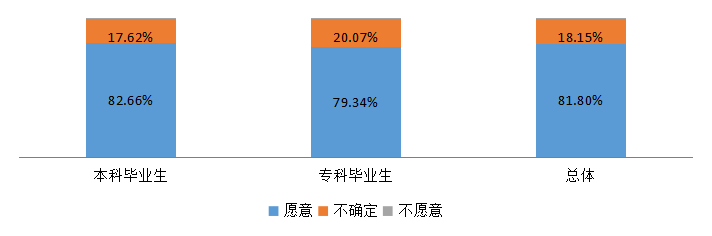 17.62% 20.07% 18.15%
82.66% 79.34% 81.80%
本科毕业生 专科毕业生 总体
愿意 不确定 不愿意